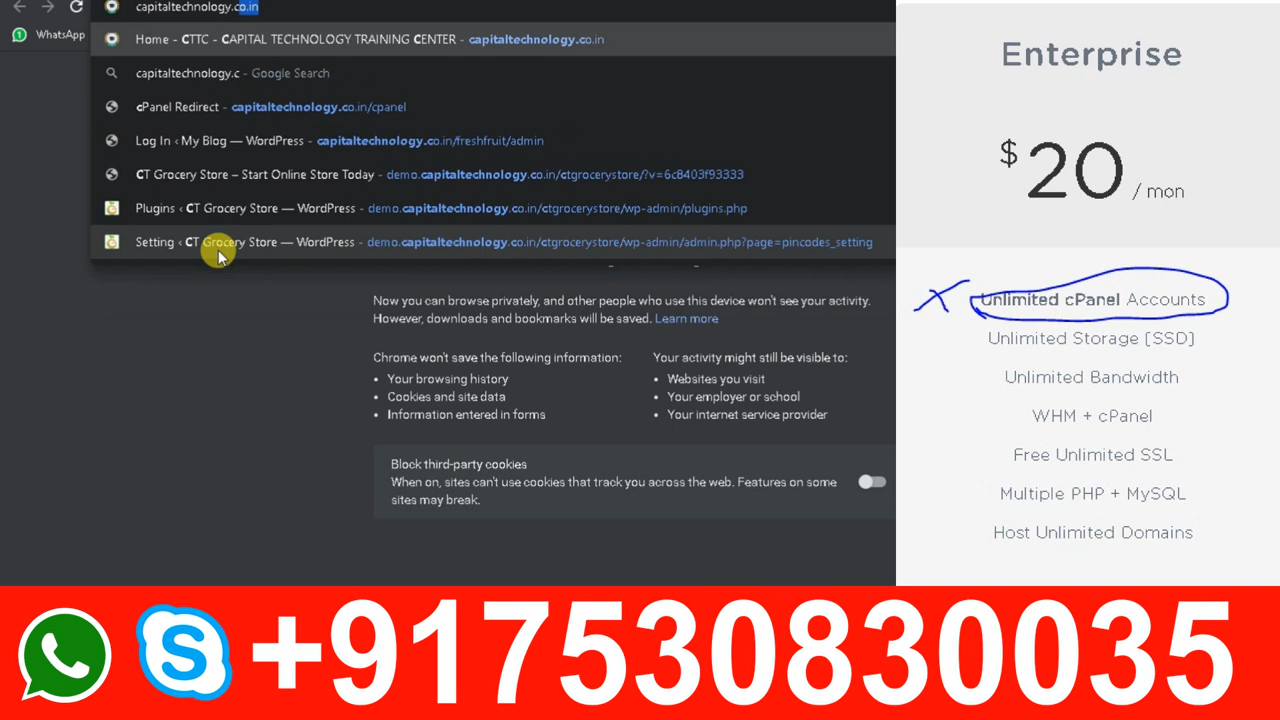 capitaltechnology.co.in
WhatsApp
Home - CTTC - CAPITAL TECHNOLOGY TRAINING CENTER - capitaltechnology.co.in
capitaltechnology.c - Google Search
cPanel Redirect - capitaltechnology.co.in/cpanel
Log In ‹ My Blog — WordPress - capitaltechnology.co.in/freshfruit/admin
CT Grocery Store – Start Online Store Today - demo.capitaltechnology.co.in/ctgrocerystore/?v=6c8403f93333
Plugins ‹ CT Grocery Store — WordPress - demo.capitaltechnology.co.in/ctgrocerystore/wp-admin/plugins.php
Setting ‹ CT Grocery Store — WordPress - demo.capitaltechnology.co.in/ctgrocerystore/wp-admin/admin.php?page=pincodes_setting
Now you can browse privately, and other people who use this device won't see your activity.
However, downloads and bookmarks will be saved. Learn more
Chrome won't save the following information:
• Your browsing history
• Cookies and site data
• Information entered in forms
Your activity might still be visible to:
• Websites you visit
• Your employer or school
• Your internet service provider
Block third-party cookies
When on, sites can't use cookies that track you across the web. Features on some
sites may break.
Enterprise
$20 / mon
X Unlimited cPanel Accounts
Unlimited Storage [SSD]
Unlimited Bandwidth
WHM + cPanel
Free Unlimited SSL
Multiple PHP + MySQL
Host Unlimited Domains
+917530830035